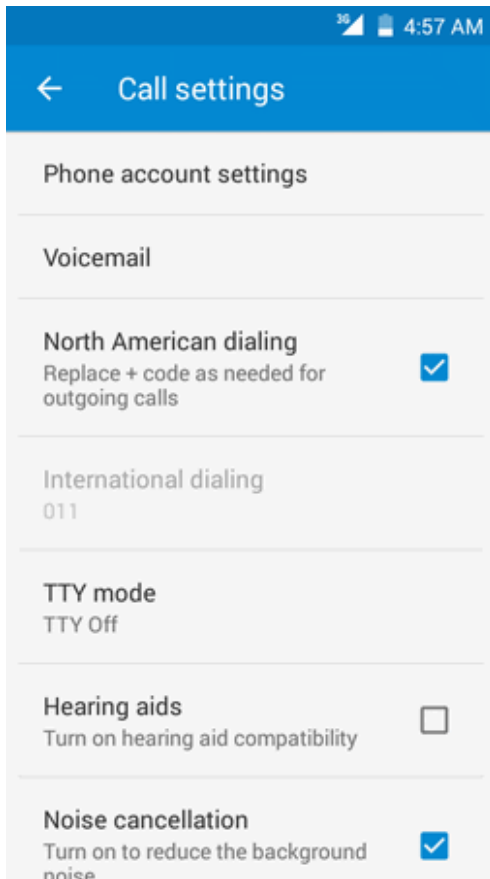 3G 4:57 AM
Call settings
Phone account settings
Voicemail
North American dialing
Replace + code as needed for
outgoing calls
International dialing
011
TTY mode
TTY Off
Hearing aids
Turn on hearing aid compatibility
Noise cancellation
Turn on to reduce the background
noise